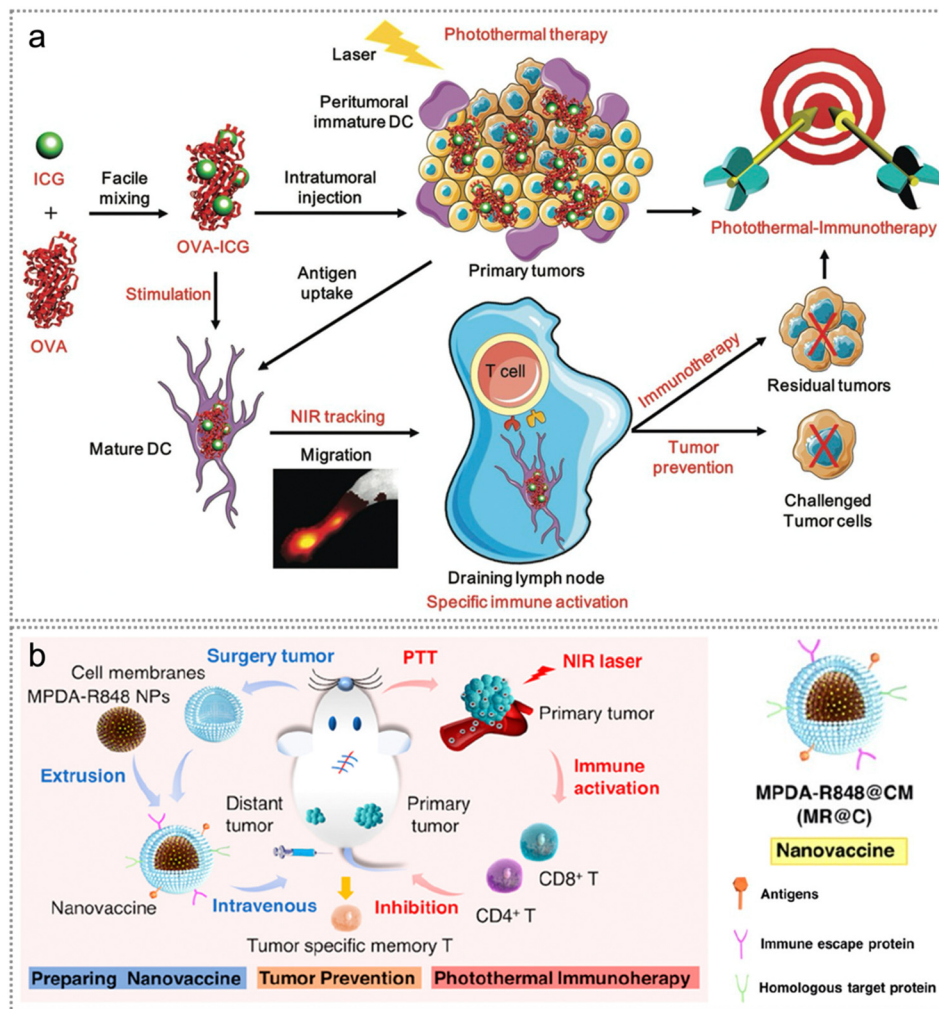 a
Laser
Photothermal therapy
Peritumoral
immature DC
ICG
+
OVA
Facile
mixing
OVA-ICG
Intratumoral
injection
Primary tumors
Photothermal-Immunotherapy
Stimulation
Antigen
uptake
Mature DC
NIR tracking
Migration
T cell
Draining lymph node
Specific immune activation
Immunotherapy
Residual tumors
Tumor
prevention
Challenged
Tumor cells
b
Cell membranes
MPDA-R848 NPs
Surgery tumor
PTT
NIR laser
Primary tumor
Extrusion
Immune
activation
Distant
tumor
Primary
tumor
Nanovaccine
Intravenous
Inhibition
CD8+ T
CD4+ T
Tumor specific memory T
Preparing Nanovaccine
Tumor Prevention
Photothermal Immunoherapy
MPDA-R848@CM
(MR@C)
Nanovaccine
Antigens
Immune escape protein
Homologous target protein